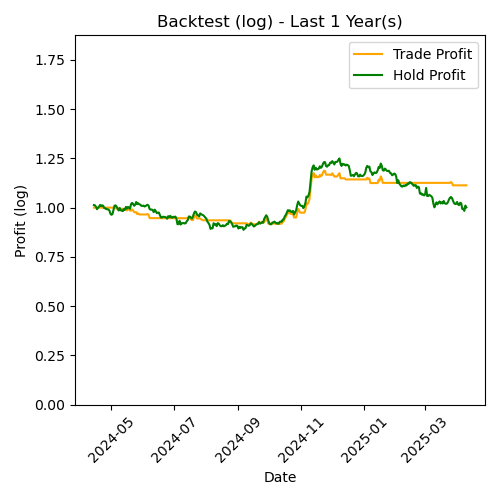 Backtest (log) - Last 1 Year(s)
Trade Profit
Hold Profit
Profit (log)
1.75
1.50
1.25
1.00
0.75
0.50
0.25
0.00
2024-05
2024-07
2024-09
2024-11
2025-01
2025-03
Date